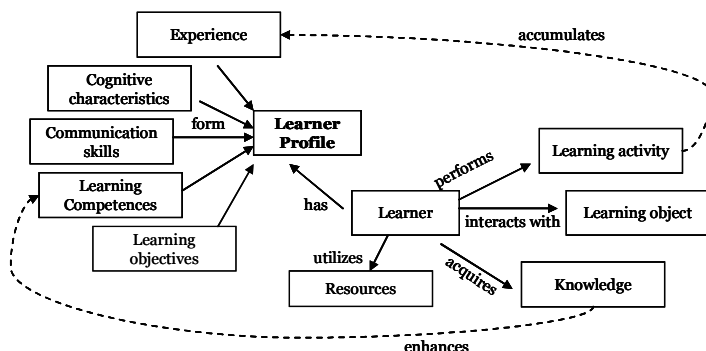 Experience
accumulates
Cognitive
characteristics
form
Learner
Profile
Communication
skills
Learning activity
performs
Learning
Competences
has
Learner
interacts with
Learning object
Learning
objectives
utilizes
acquires
Resources
Knowledge
enhances